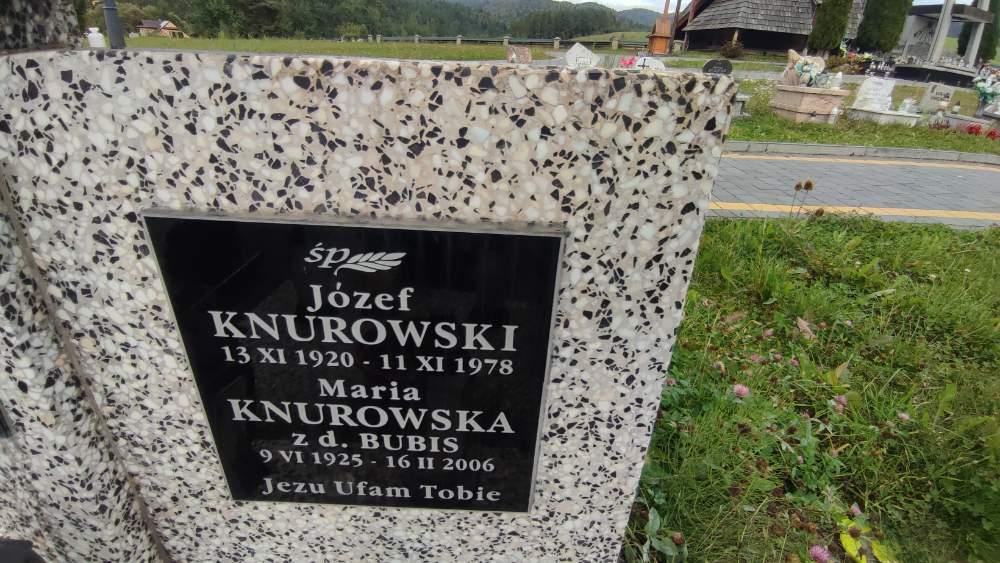 śp
Józef
KNUROWSKI
13 XI 1920 - 11 XI 1978
Maria
KNUROWSKA
z d. BUBIS
9 VI 1925 - 16 II 2006
Jezu Ufam Tobie